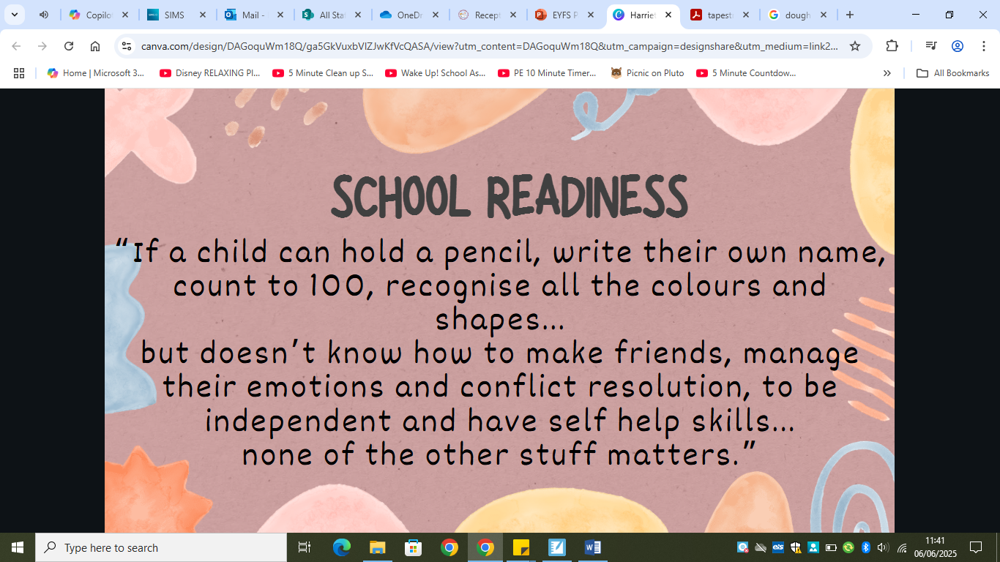 Copilot
SIMS
Mail -
All Sta
OneDr
Recept
EYFS P
Harrie
tapest
dough
canva.com/design/DAGoquWm18Q/ga5GkVuxbVlZJwKfVcQASA/view?utm_content=DAGoquWm18Q&utm_campaign=designshare&utm_medium=link2...
Home | Microsoft 3...
Disney RELAXING PI...
5 Minute Clean up S...
Wake Up! School As...
PE 10 Minute Timer...
Picnic on Pluto
5 Minute Countdow...
All Bookmarks
SCHOOL READINESS
“If a child can hold a pencil, write their own name,
count to 100, recognise all the colours and
shapes...
but doesn’t know how to make friends, manage
their emotions and conflict resolution, to be
independent and have self help skills...
none of the other stuff matters.”
Type here to search
11:41
06/06/2025